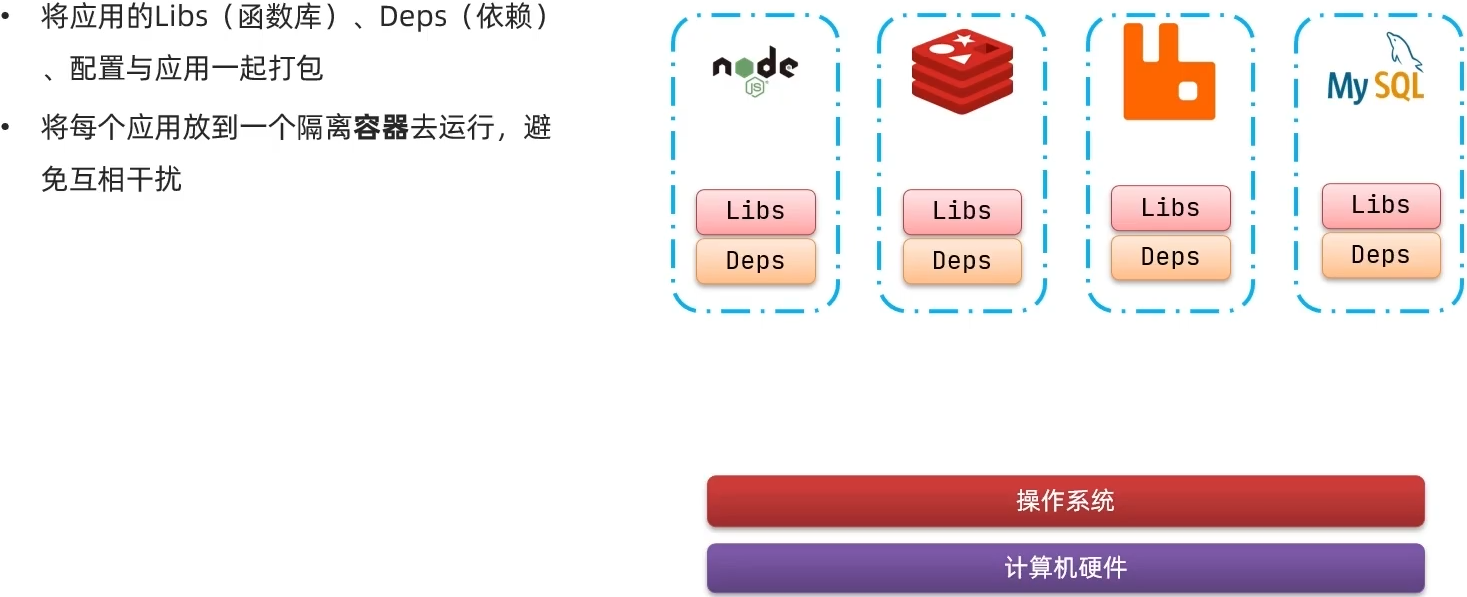 • 将应用的Libs（函数库）、Deps（依赖）
、配置与应用一起打包
• 将每个应用放到一个隔离容器去运行，避
免互相干扰
node
JS
MySQL
Libs
Deps
Libs
Deps
Libs
Deps
Libs
Deps
操作系统
计算机硬件